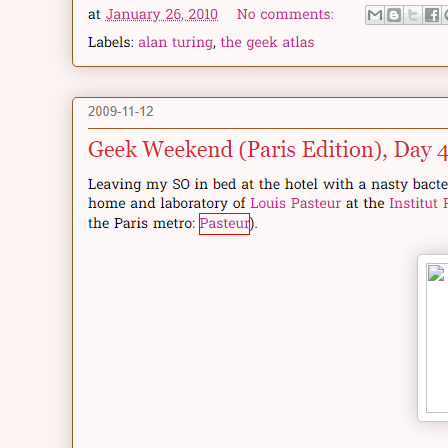 at January 26, 2010 No comments:
Labels: alan turing, the geek atlas
2009-11-12
Geek Weekend (Paris Edition), Day 4
Leaving my SO in bed at the hotel with a nasty bacte
home and laboratory of Louis Pasteur at the Institut
the Paris metro: Pasteur).